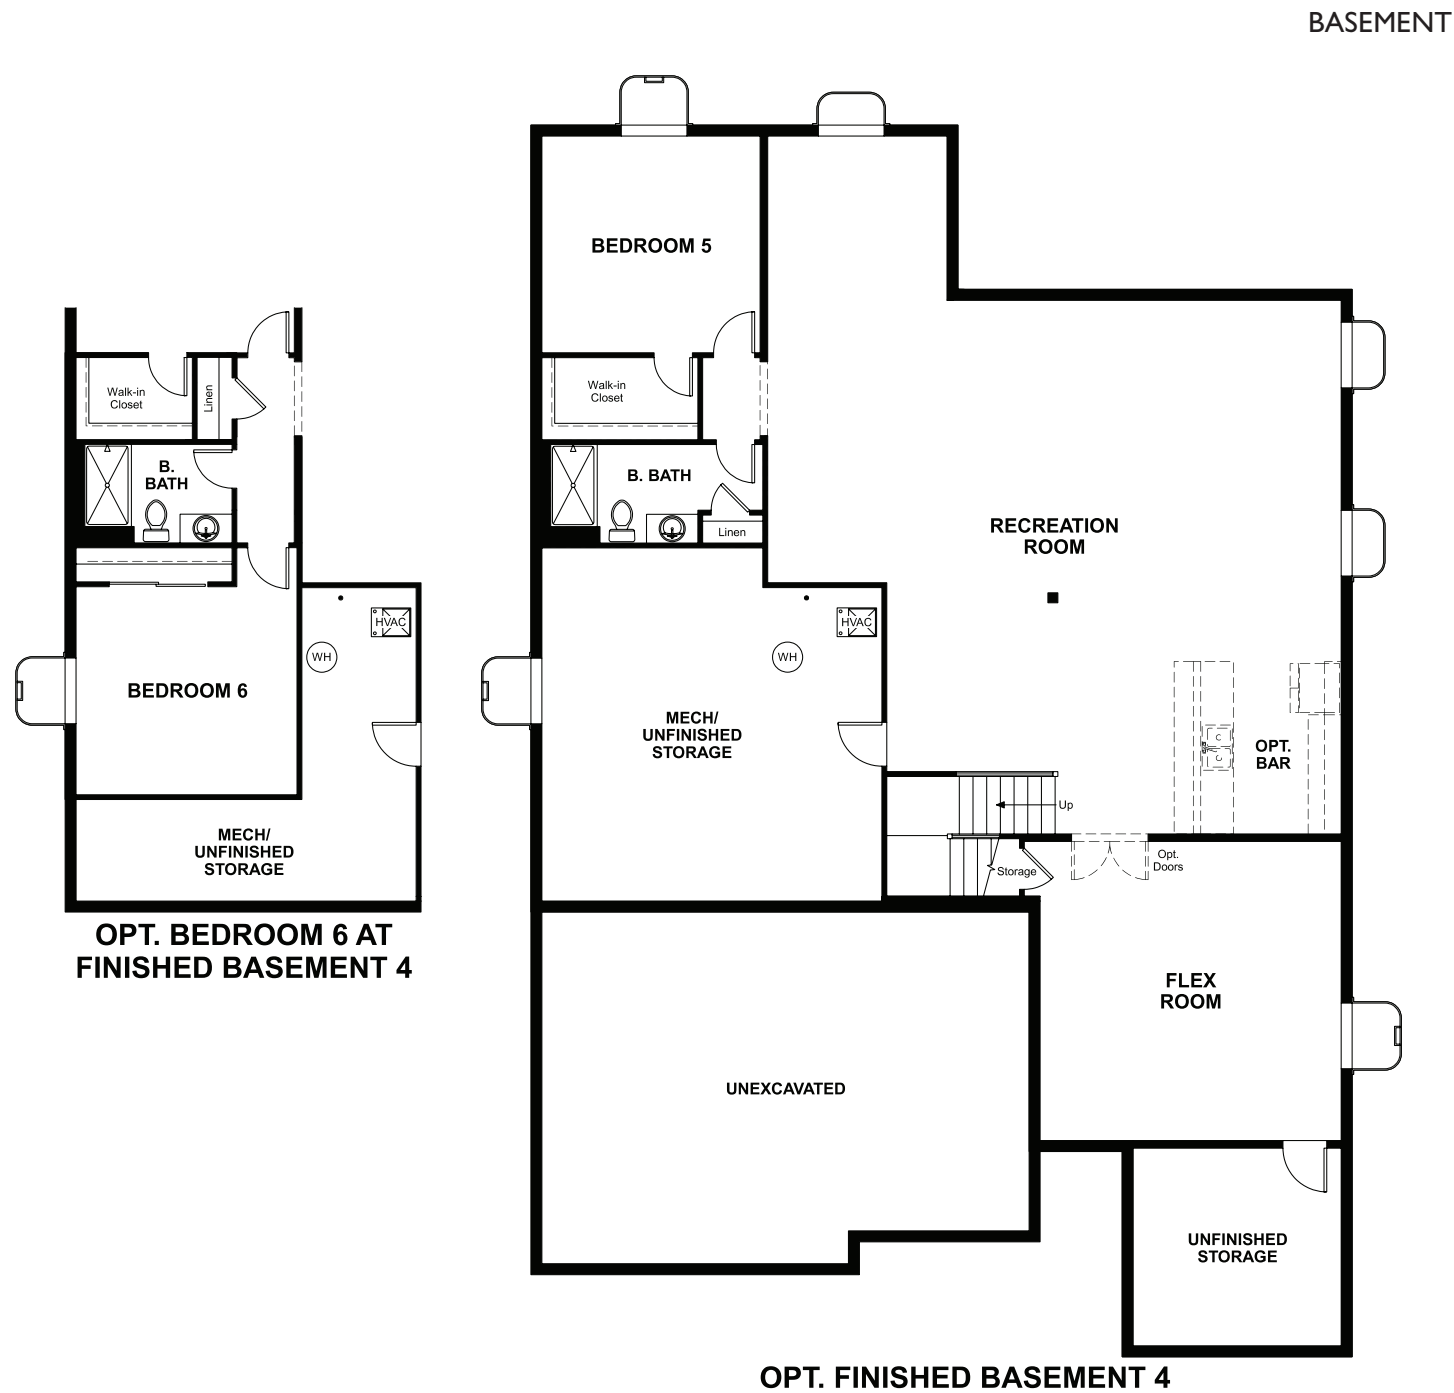 BASEMENT
BEDROOM 5
Walk-in
Closet
B. BATH
Linen
RECREATION
ROOM
HVAC
WH
MECH/
UNFINISHED
STORAGE
OPT.
BAR
C
C
Up
Storage
Opt.
Doors
FLEX
ROOM
UNEXCAVATED
UNFINISHED
STORAGE
OPT. FINISHED BASEMENT 4
Walk-in
Closet
Linen
B.
BATH
HVAC
WH
BEDROOM 6
MECH/
UNFINISHED
STORAGE
OPT. BEDROOM 6 AT
FINISHED BASEMENT 4